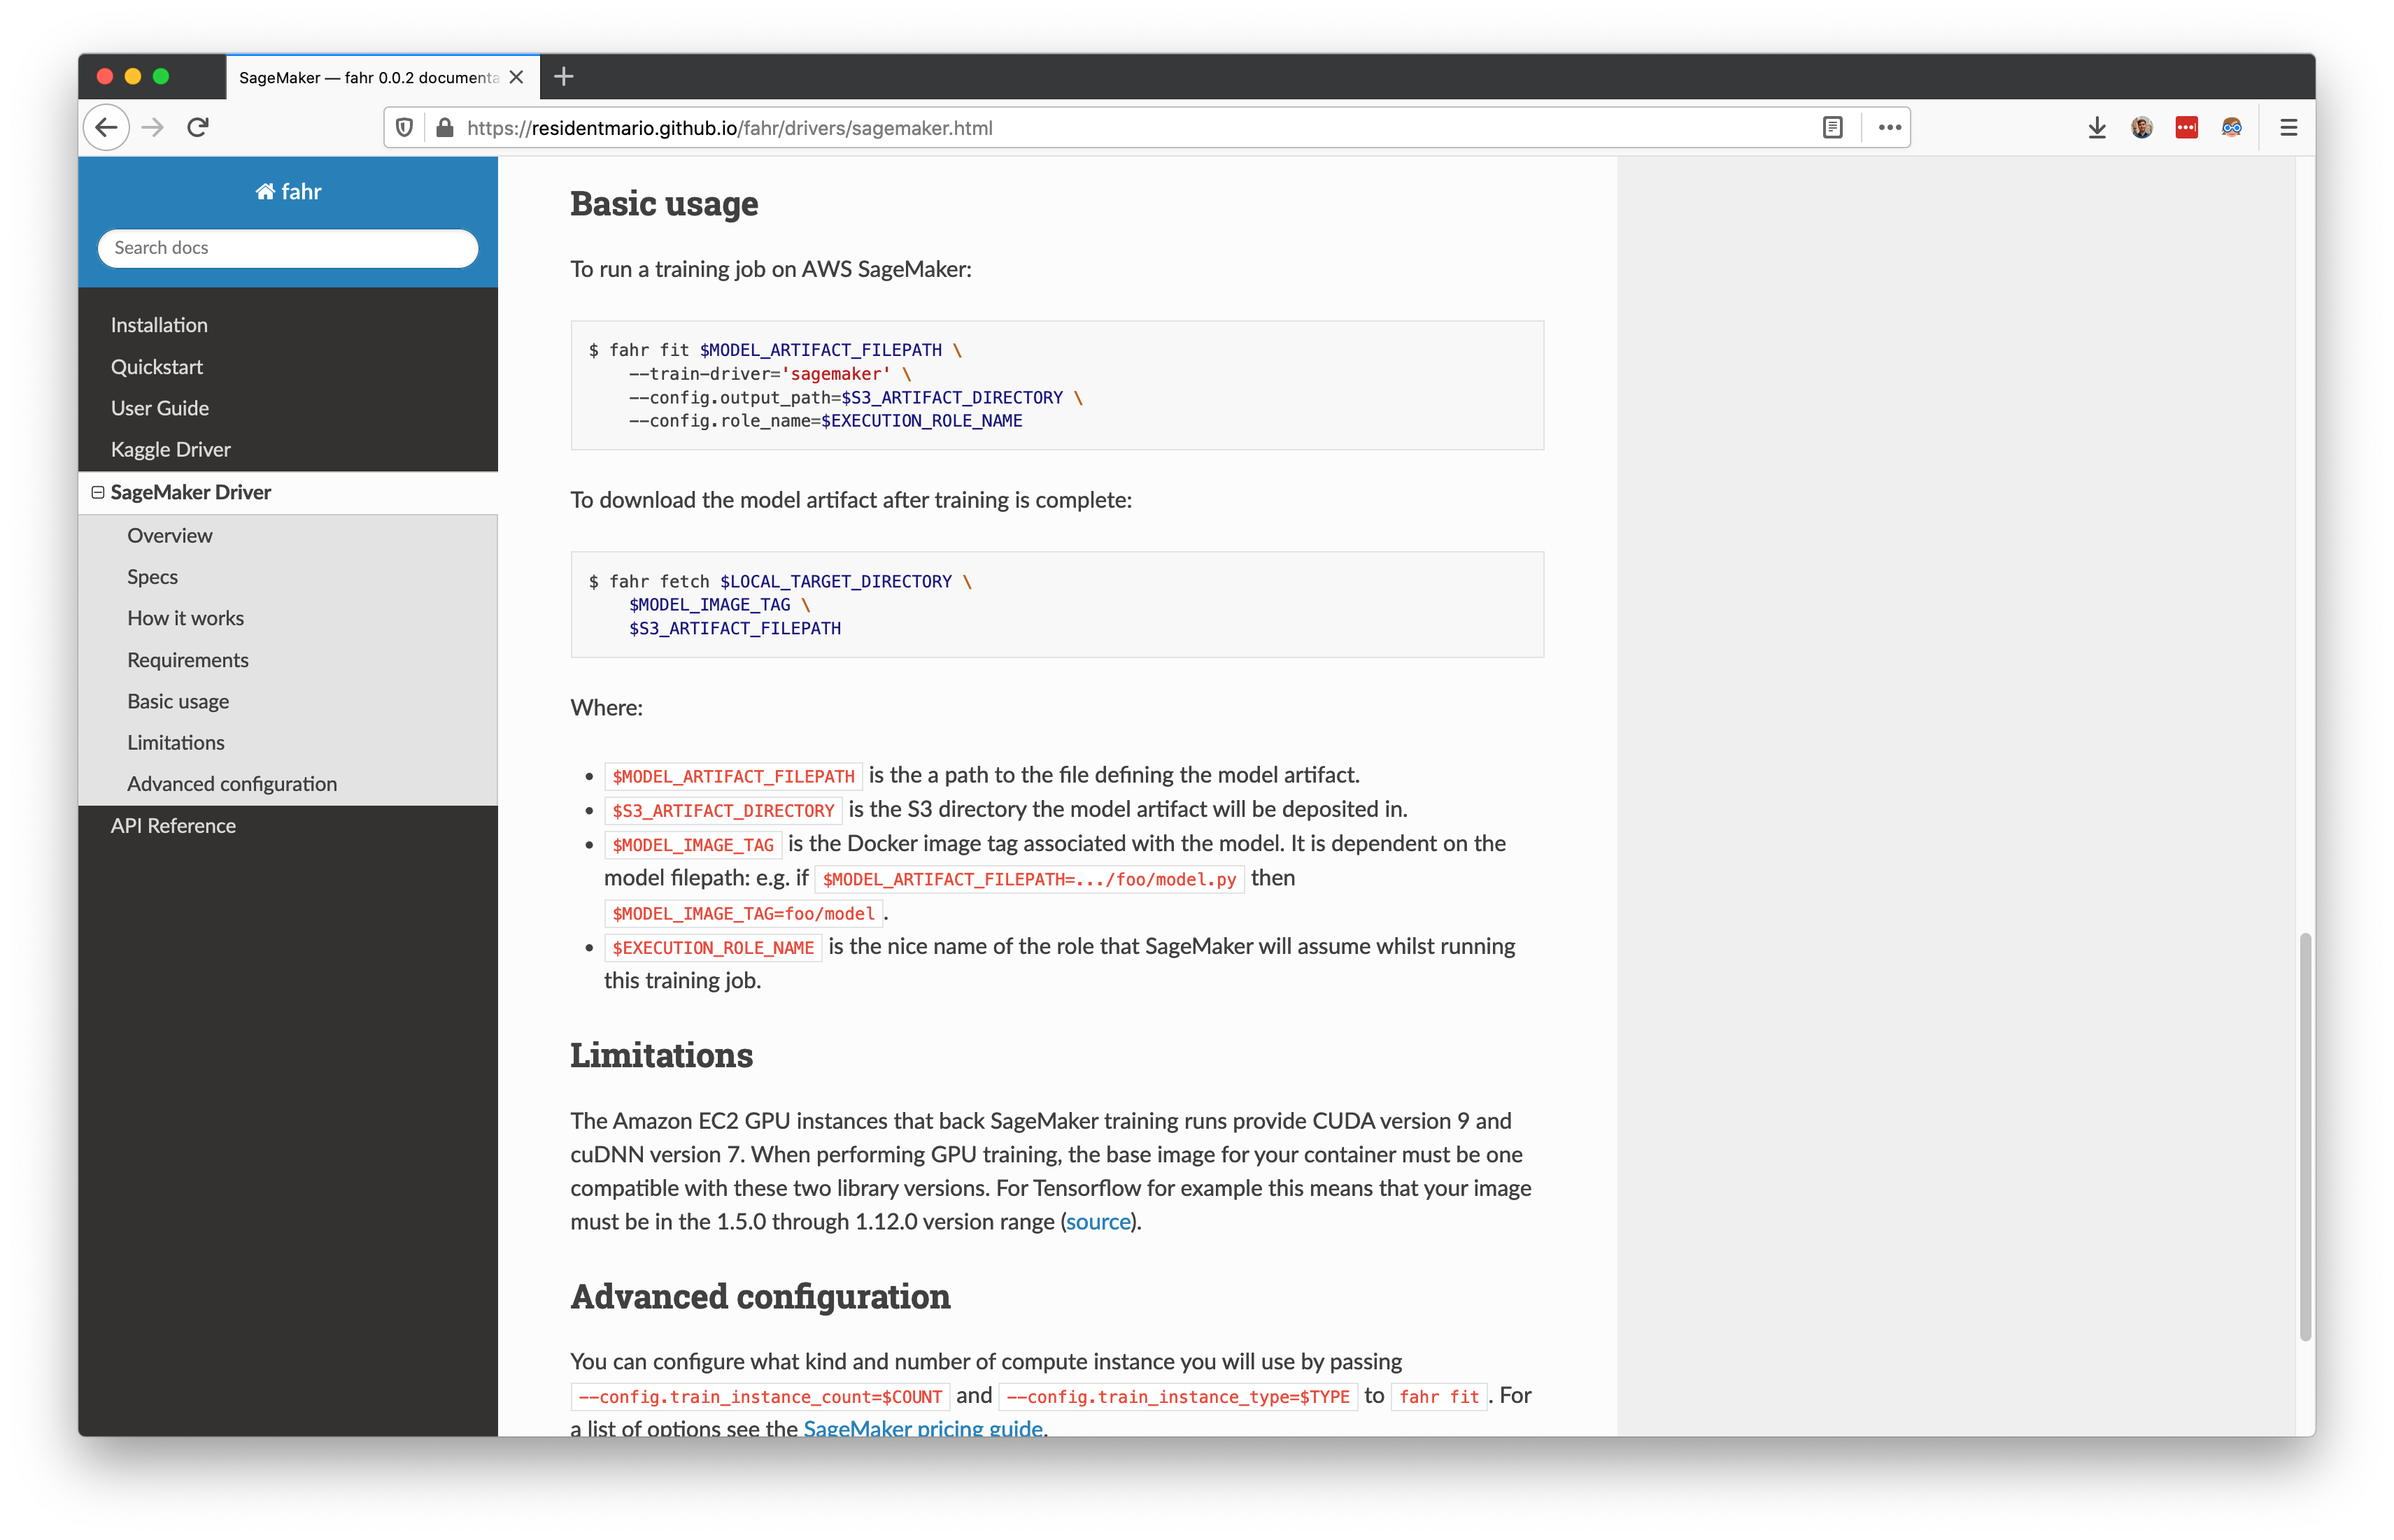 SageMaker — fahr 0.0.2 documenta
https://residentmario.github.io/fahr/drivers/sagemaker.html
fahr
Search docs
Installation
Quickstart
User Guide
Kaggle Driver
SageMaker Driver
Overview
Specs
How it works
Requirements
Basic usage
Limitations
Advanced configuration
API Reference
Basic usage
To run a training job on AWS SageMaker:
$ fahr fit $MODEL_ARTIFACT_FILEPATH \
--train-driver='sagemaker' \
--config.output_path=$S3_ARTIFACT_DIRECTORY \
--config.role_name=$EXECUTION_ROLE_NAME
To download the model artifact after training is complete:
$ fahr fetch $LOCAL_TARGET_DIRECTORY \
$MODEL_IMAGE_TAG \
$S3_ARTIFACT_FILEPATH
Where:
• $MODEL_ARTIFACT_FILEPATH is the a path to the file defining the model artifact.
• $S3_ARTIFACT_DIRECTORY is the S3 directory the model artifact will be deposited in.
• $MODEL_IMAGE_TAG is the Docker image tag associated with the model. It is dependent on the
model filepath: e.g. if $MODEL_ARTIFACT_FILEPATH=.../foo/model.py then
$MODEL_IMAGE_TAG=foo/model.
• $EXECUTION_ROLE_NAME is the nice name of the role that SageMaker will assume whilst running
this training job.
Limitations
The Amazon EC2 GPU instances that back SageMaker training runs provide CUDA version 9 and
cuDNN version 7. When performing GPU training, the base image for your container must be one
compatible with these two library versions. For Tensorflow for example this means that your image
must be in the 1.5.0 through 1.12.0 version range (source).
Advanced configuration
You can configure what kind and number of compute instance you will use by passing
--config.train_instance_count=$COUNT and --config.train_instance_type=$TYPE to fahr fit. For
a list of options see the SageMaker pricing guide.